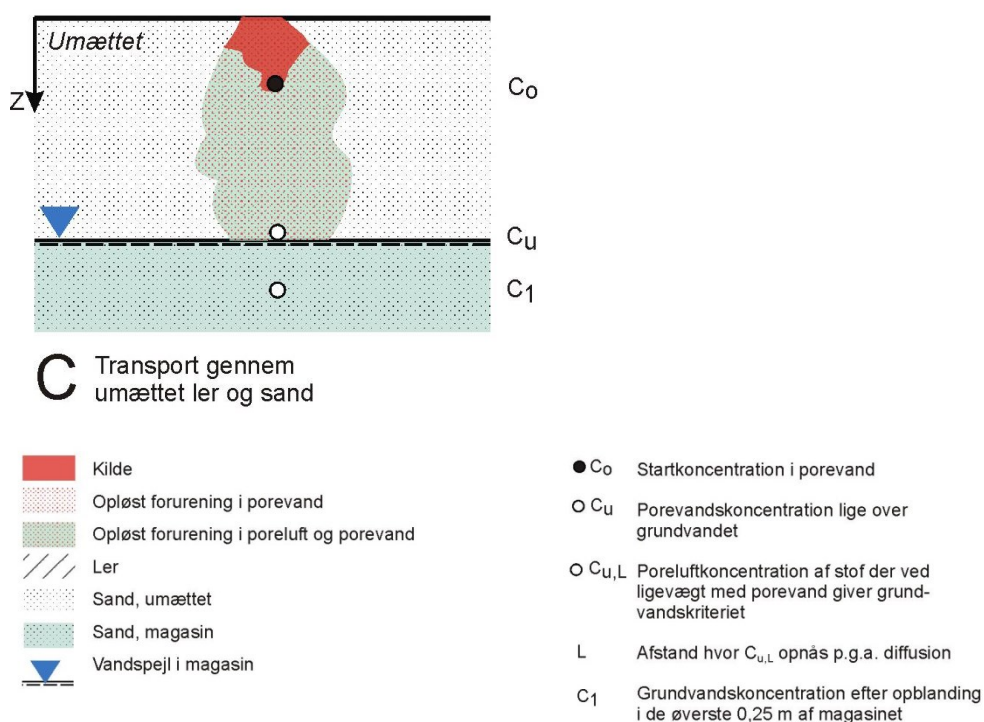 Umættet
Z
Co
Cu
C1
C Transport gennem
umættet ler og sand
Kilde
Opløst forurening i porevand
Opløst forurening i poreluft og porevand
Ler
Sand, umættet
Sand, magasin
Vandspejl i magasin
Co Startkoncentration i porevand
Cu Porevandskoncentration lige over
grundvandet
Cu,L Poreluftkoncentration af stof der ved
ligevægt med porevand giver grund-
vandskriteriet
L Afstand hvor Cu,L opnås p.g.a. diffusion
C1 Grundvandskoncentration efter opblanding
i de øverste 0,25 m af magasinet